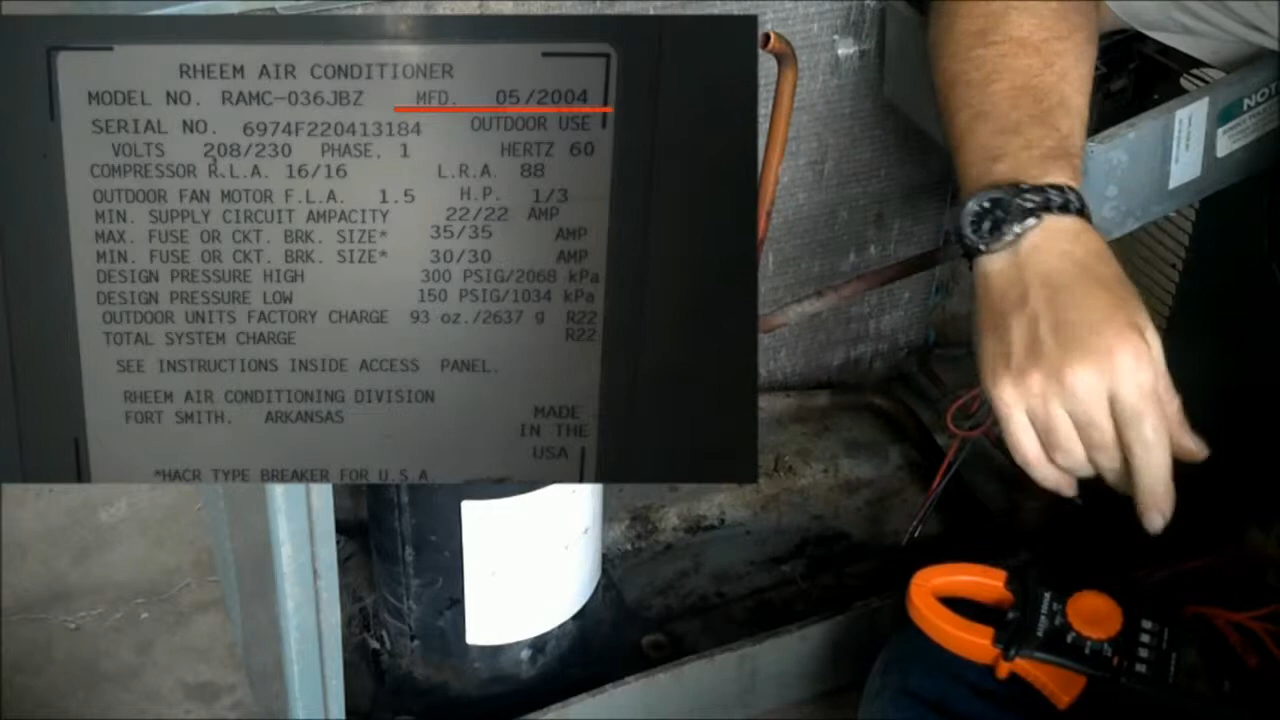 RHEEM AIR CONDITIONER
MODEL NO. RAMC-036JBZ MFD. 05/2004
SERIAL NO. 6974F220413184 OUTDOOR USE
VOLTS 208/230 PHASE. 1 HERTZ 60
COMPRESSOR R.L.A. 16/16 L.R.A. 88
OUTDOOR FAN MOTOR F.L.A. 1.5 H.P. 1/3
MIN. SUPPLY CIRCUIT AMPACITY 22/22 AMP
MAX. FUSE OR CKT. BRK. SIZE* 35/35 AMP
MIN. FUSE OR CKT. BRK. SIZE* 30/30 AMP
DESIGN PRESSURE HIGH 300 PSIG/2068 kPa
DESIGN PRESSURE LOW 150 PSIG/1034 kPa
OUTDOOR UNITS FACTORY CHARGE 93 oz./2637 g R22
TOTAL SYSTEM CHARGE R22
SEE INSTRUCTIONS INSIDE ACCESS PANEL.
RHEEM AIR CONDITIONING DIVISION
FORT SMITH. ARKANSAS
MADE
IN THE
USA
*HACR TYPE BREAKER FOR U.S.A